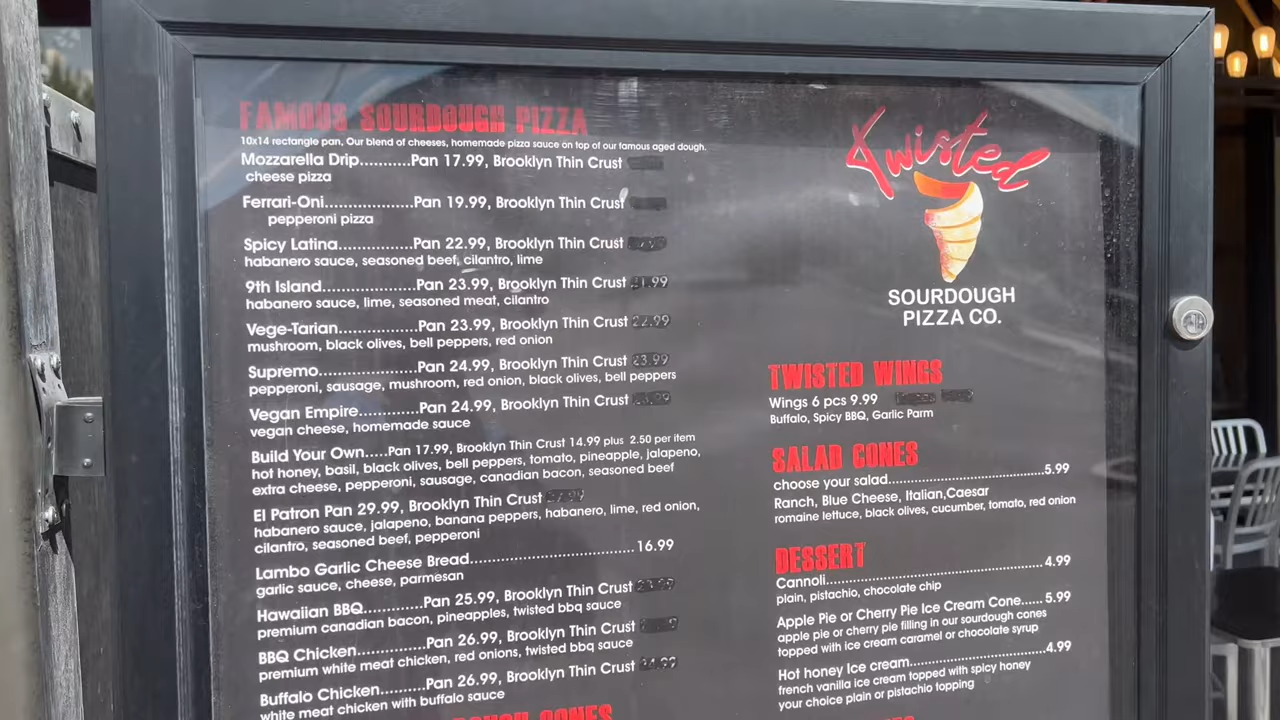 FAMOUS SOURDOUGH PIZZA
10x14 rectangle pan, Our blend of cheeses, homemade pizza sauce on top of our famous aged dough.
Mozzarella Drip..........Pan 17.99, Brooklyn Thin Crust
cheese pizza
Ferrari-Oni.................Pan 19.99, Brooklyn Thin Crust
pepperoni pizza
Spicy Latina...............Pan 22.99, Brooklyn Thin Crust
habanero sauce, seasoned beef, cilantro, lime
9th Island...................Pan 23.99, Brooklyn Thin Crust
habanero sauce, lime, seasoned meat, cilantro
Vege-Tarian................Pan 23.99, Brooklyn Thin Crust 22.99
mushroom, black olives, bell peppers, red onion
Supremo....................Pan 24.99, Brooklyn Thin Crust 23.99
pepperoni, sausage, mushroom, red onion, black olives, bell peppers
Vegan Empire............Pan 24.99, Brooklyn Thin Crust
vegan cheese, homemade sauce
Build Your Own.....Pan 17.99, Brooklyn Thin Crust 14.99 plus 2.50 per item
hot honey, basil, black olives, bell peppers, tomato, pineapple, jalapeno,
extra cheese, pepperoni, sausage, canadian bacon, seasoned beef
El Patron Pan 29.99, Brooklyn Thin Crust
habanero sauce, jalapeno, banana peppers, habanero, lime, red onion,
cilantro, seasoned beef, pepperoni
Lambo Garlic Cheese Bread.................................16.99
garlic sauce, cheese, parmesan
Hawaiian BBQ............Pan 25.99, Brooklyn Thin Crust
premium canadian bacon, pineapples, twisted bbq sauce
BBQ Chicken..............Pan 26.99, Brooklyn Thin Crust
premium white meat chicken, red onions, twisted bbq sauce
Buffalo Chicken..........Pan 26.99, Brooklyn Thin Crust 24.99
white meat chicken with buffalo sauce
CONES
Twisted
SOURDOUGH
PIZZA CO.
TWISTED WINGS
Wings 6 pcs 9.99
Buffalo, Spicy BBQ, Garlic Parm
SALAD CONES
choose your salad.................................5.99
Ranch, Blue Cheese, Italian,Caesar
romaine lettuce, black olives, cucumber, tomato, red onion
DESSERT
Cannoli..............................................4.99
plain, pistachio, chocolate chip
Apple Pie or Cherry Pie Ice Cream Cone......5.99
apple pie or cherry pie filling in our sourdough cones
topped with ice cream caramel or chocolate syrup
Hot honey Ice cream.............................4.99
french vanilla ice cream topped with spicy honey
your choice plain or pistachio topping